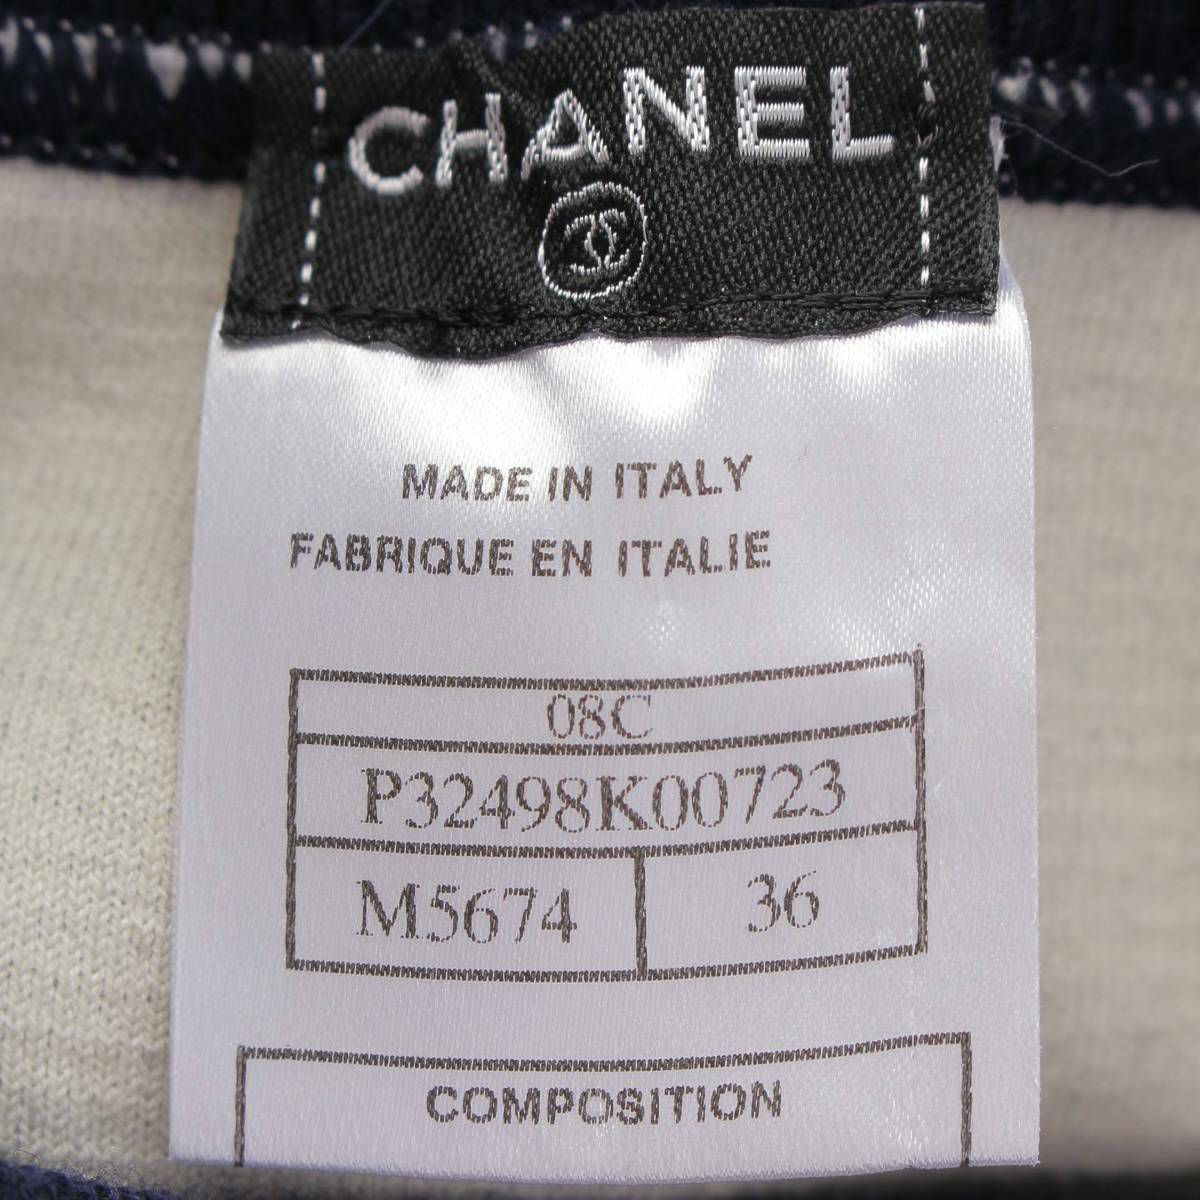 CHANEL
MADE IN ITALY
FABRIQUE EN ITALIE
08C
P32498K00723
M5674 36
COMPOSITION